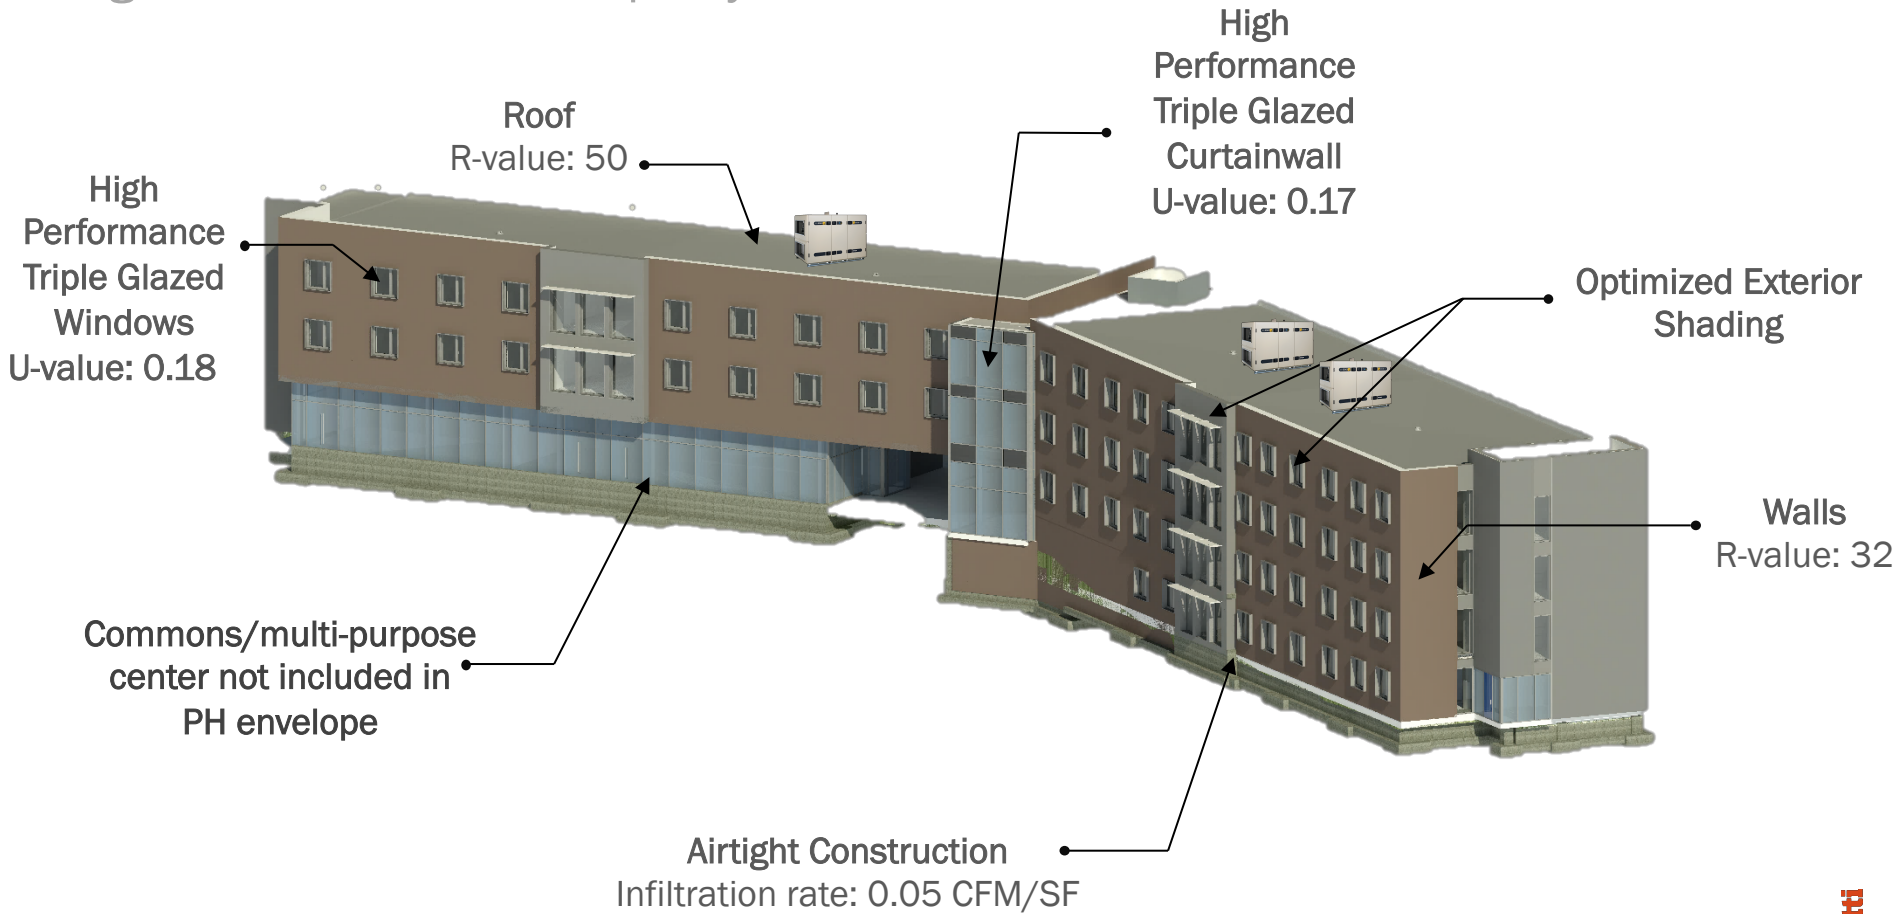 High
Performance
Triple Glazed
Curtainwall
U-value: 0.17
Roof
R-value: 50
High
Performance
Triple Glazed
Windows
U-value: 0.18
Optimized Exterior
Shading
Walls
R-value: 32
Commons/multi-purpose
center not included in
PH envelope
Airtight Construction
Infiltration rate: 0.05 CFM/SF